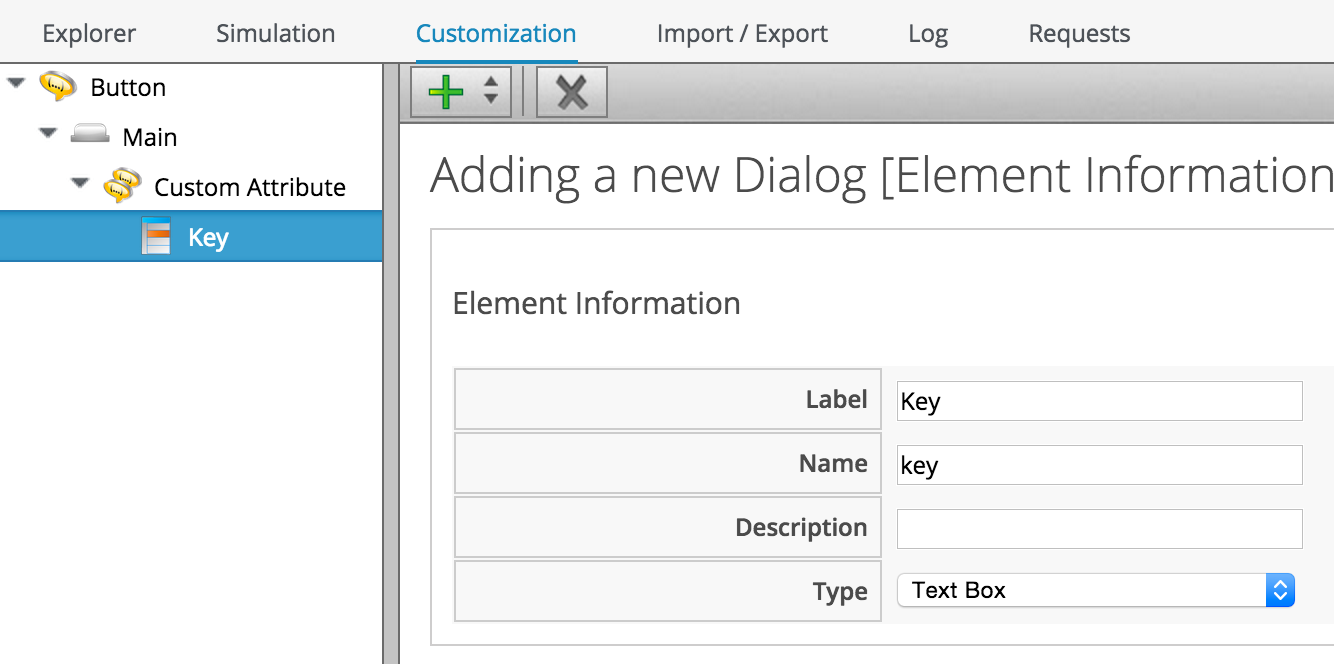 Explorer Simulation Customization Import / Export Log Requests
Button
Main
Custom Attribute
Key
Adding a new Dialog [Element Information
Element Information
Label Key
Name key
Description
Type Text Box